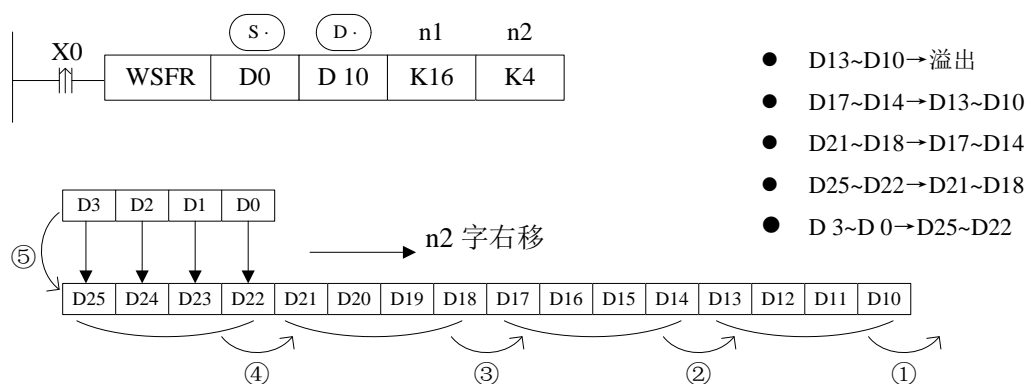 S · D · n1 n2
X0
WSFR D0 D 10 K16 K4
● D13~D10→溢出
● D17~D14→D13~D10
● D21~D18→D17~D14
● D25~D22→D21~D18
● D 3~D 0→D25~D22
D3 D2 D1 D0
n2 字右移
⑤
D25 D24 D23 D22 D21 D20 D19 D18 D17 D16 D15 D14 D13 D12 D11 D10
④ ③ ② ①